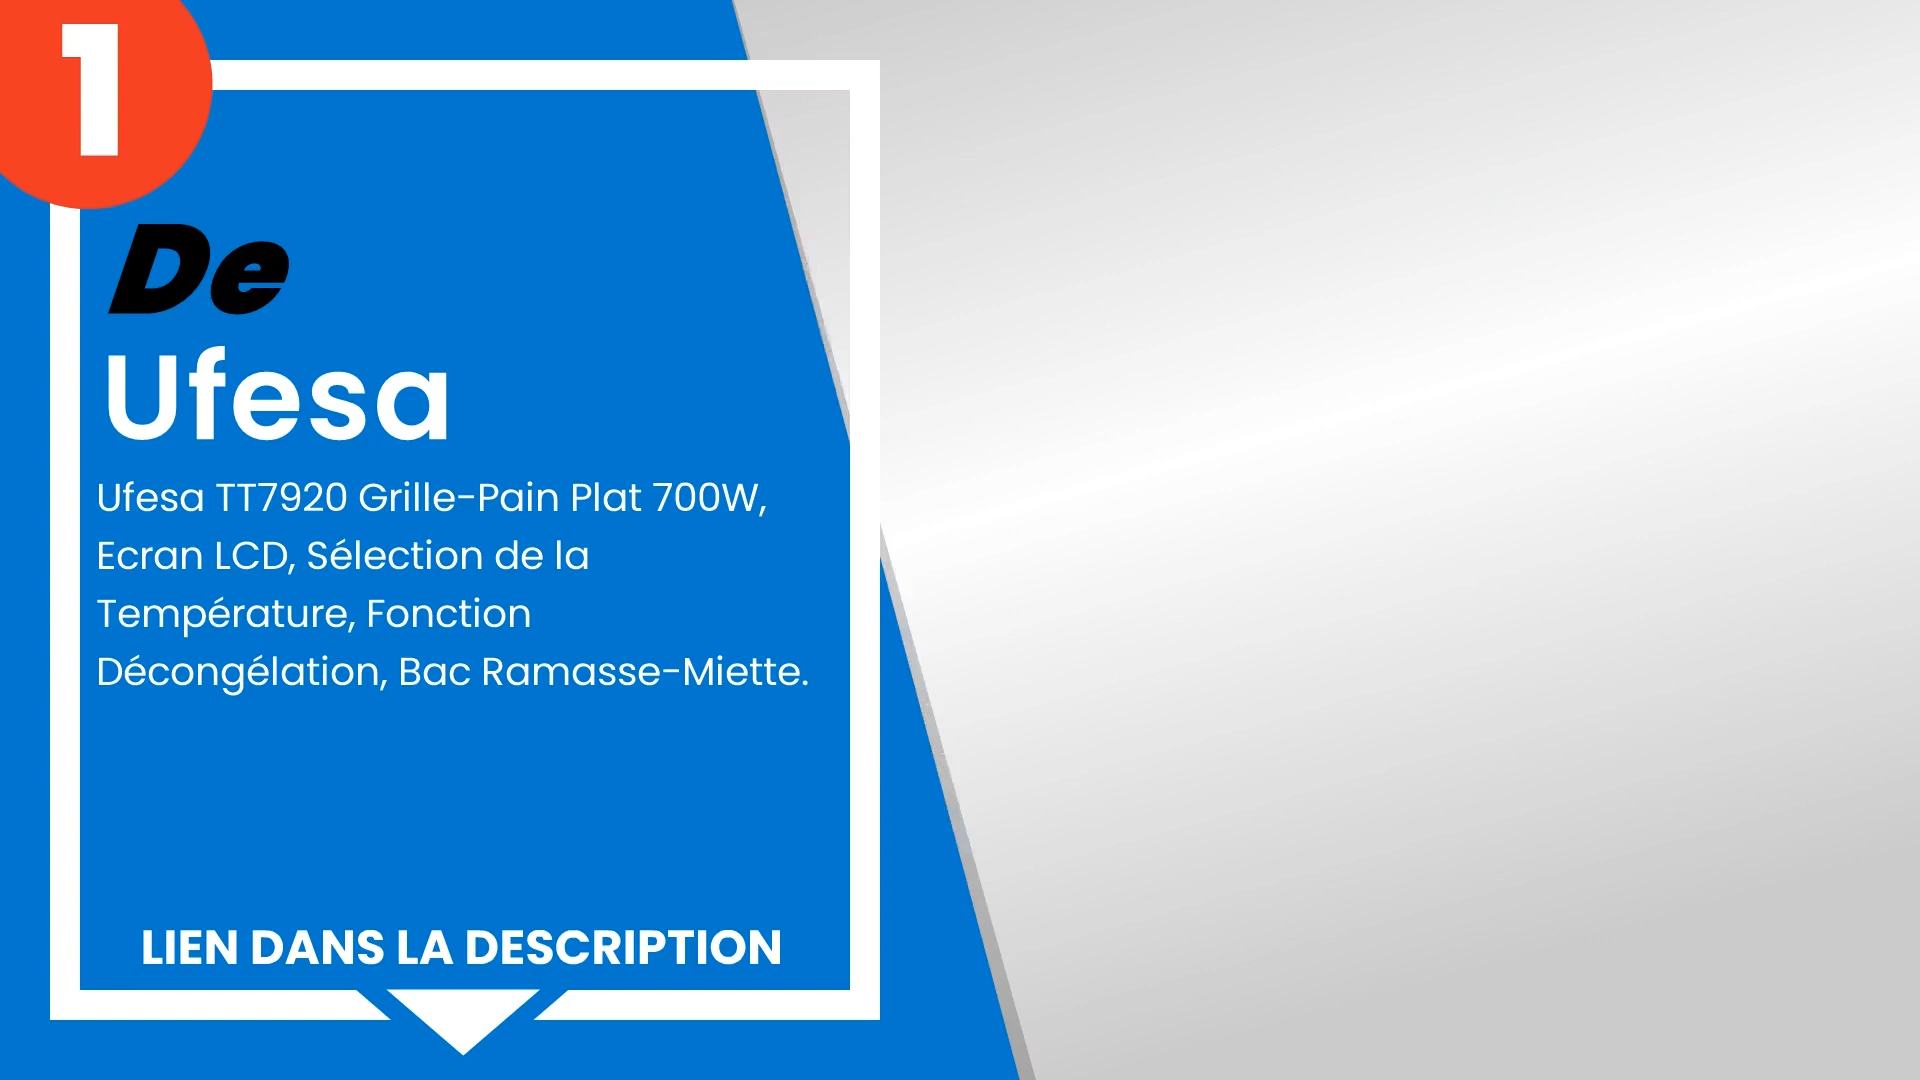 1
De
Ufesa
Ufesa TT7920 Grille-Pain Plat 700W,
Ecran LCD, Sélection de la
Température, Fonction
Décongélation, Bac Ramasse-Miette.
LIEN DANS LA DESCRIPTION